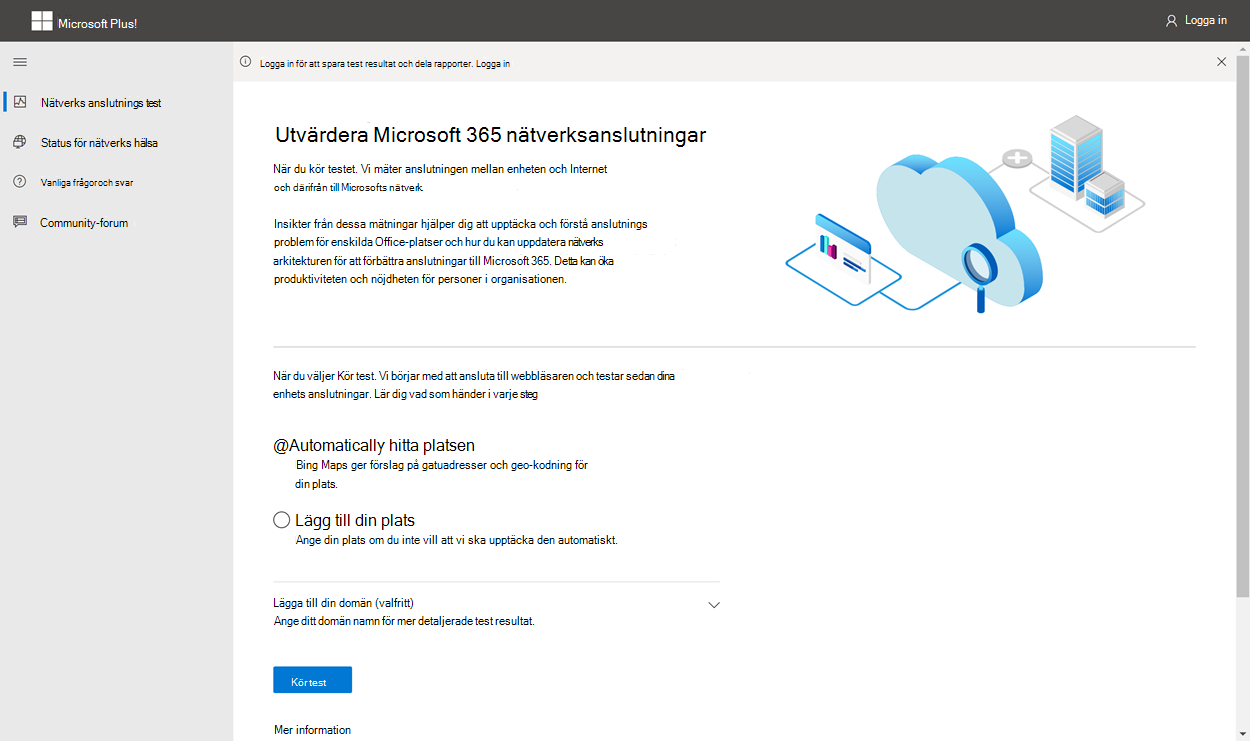 Microsoft Plus!
Logga in
Logga in för att spara test resultat och dela rapporter. Logga in
Nätverks anslutnings test
Status för nätverks hälsa
Vanliga frågor och svar
Community-forum
Utvärdera Microsoft 365 nätverksanslutningar
När du kör testet. Vi mäter anslutningen mellan enheten och Internet
och därifrån till Microsofts nätverk.
Insikter från dessa mätningar hjälper dig att upptäcka och förstå anslutnings
problem för enskilda Office-platser och hur du kan uppdatera nätverks
arkitekturen för att förbättra anslutningar till Microsoft 365. Detta kan öka
produktiviteten och nöjdheten för personer i organisationen.
När du väljer Kör test. Vi börjar med att ansluta till webbläsaren och testar sedan dina
enhets anslutningar. Lär dig vad som händer i varje steg
@Automatically hitta platsen
Bing Maps ger förslag på gatuadresser och geo-kodning för
din plats.
Lägg till din plats
Ange din plats om du inte vill att vi ska upptäcka den automatiskt.
Lägga till din domän (valfritt)
Ange ditt domän namn för mer detaljerade test resultat.
Kör test
Mer information